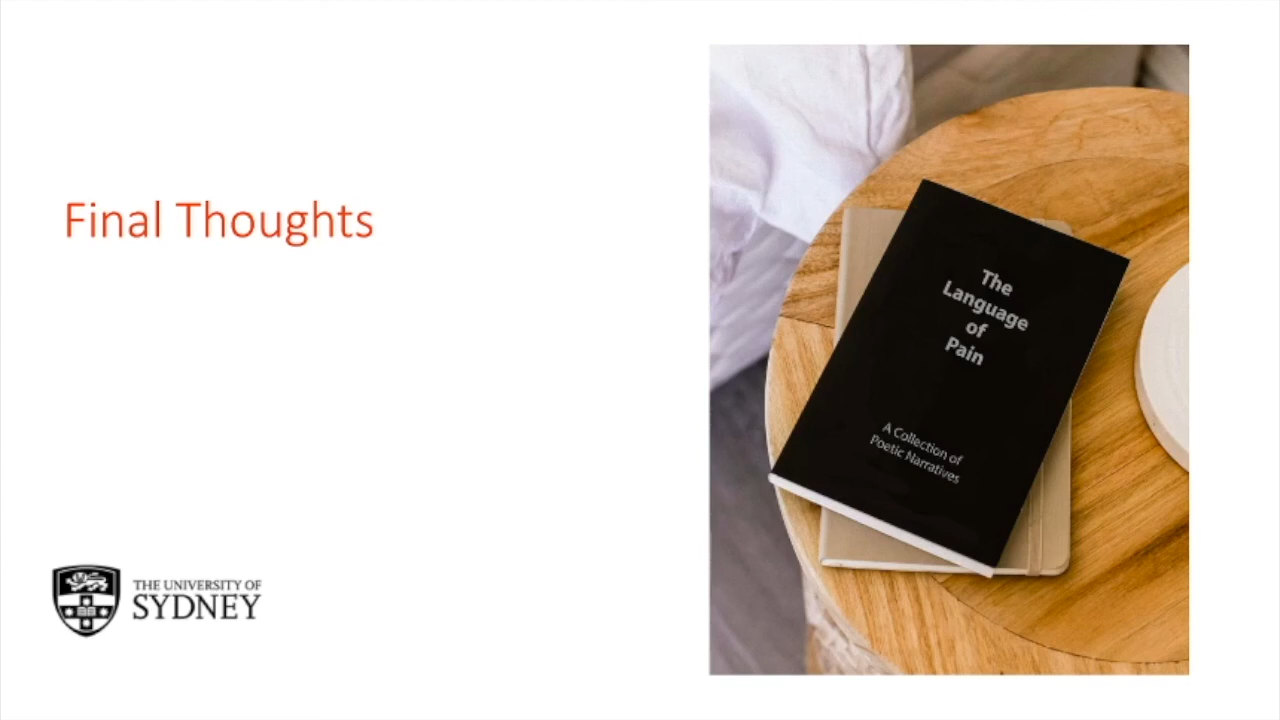 Final Thoughts
The
Language
of
Pain
A Collection of
Poetic Narratives
THE UNIVERSITY OF
SYDNEY